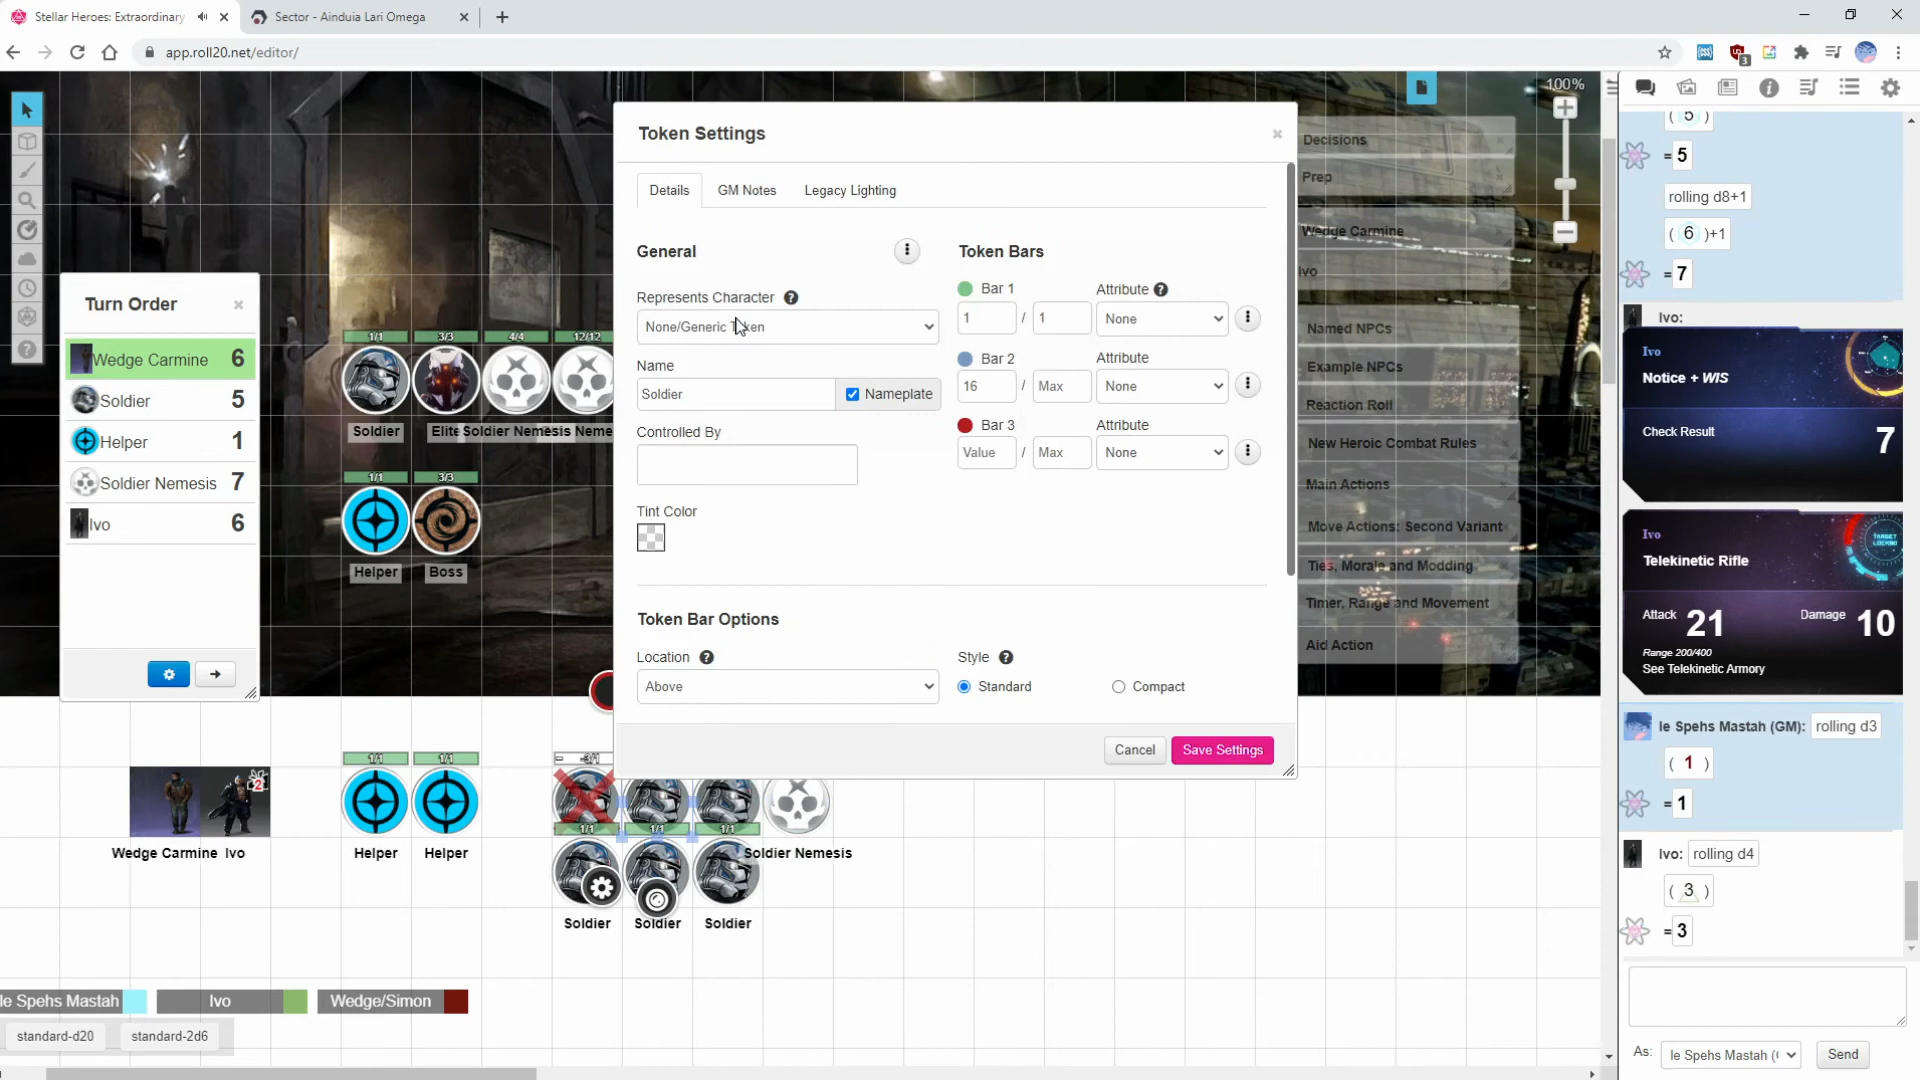 Stellar Heroes: Extraordinary
Sector - Ainduia Lari Omega
app.roll20.net/editor/
3
100%
Turn Order
Wedge Carmine 6
Soldier 5
Helper 1
Soldier Nemesis 7
Ivo 6
1/1
3/3
4/4
12/12
Soldier
Elite Soldier Nemesis Neme
1/1
3/3
Helper
Boss
Token Settings
Details
GM Notes
Legacy Lighting
General
Represents Character
None/Generic Token
Name
Soldier
Nameplate
Controlled By
Tint Color
Token Bars
Bar 1
Attribute
1 / 1
None
Bar 2
Attribute
16 / Max
None
Bar 3
Attribute
Value / Max
None
Token Bar Options
Location
Above
Style
Standard
Compact
Cancel
Save Settings
Decisions
Prep
Wedge Carmine
Ivo
Named NPCs
Example NPCs
Reaction Roll
New Heroic Combat Rules
Main Actions
Move Actions: Second Variant
Ties, Morale and Modding
Timer, Range and Movement
Aid Action
2
Wedge Carmine
Ivo
1/1
1/1
Helper
Helper
-3/1
1/1
1/1
1/1
Soldier Nemesis
Soldier
Soldier
Soldier
le Spehs Mastah
Ivo
Wedge/Simon
standard-d20
standard-2d6
( 5 )
= 5
rolling d8+1
( 6 )+1
= 7
Ivo:
Ivo
Notice + WIS
Check Result
7
Ivo
Telekinetic Rifle
TARGET
LOCKED
Attack 21
Damage 10
Range 200/400
See Telekinetic Armory
le Spehs Mastah (GM): rolling d3
( 1 )
= 1
Ivo: rolling d4
( 3 )
= 3
As:
le Spehs Mastah (
Send